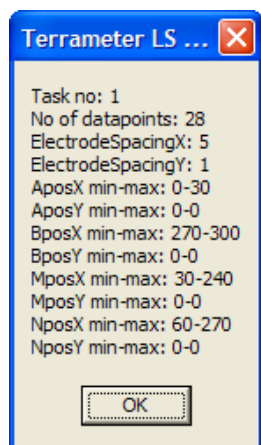 Terrameter LS ...
Task no: 1
No of datapoints: 28
ElectrodeSpacingX: 5
ElectrodeSpacingY: 1
AposX min-max: 0-30
AposY min-max: 0-0
BposX min-max: 270-300
BposY min-max: 0-0
MposX min-max: 30-240
MposY min-max: 0-0
NposX min-max: 60-270
NposY min-max: 0-0
OK